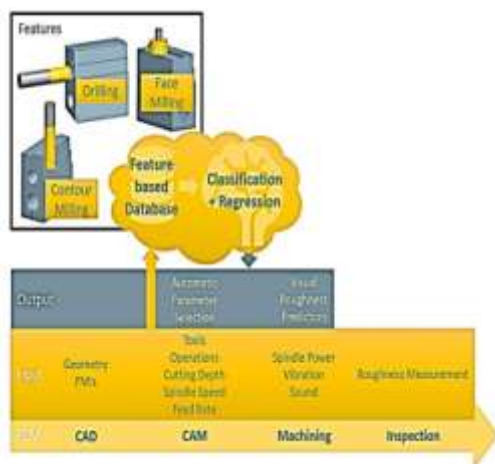 Features
Drilling
Face
Milling
Contour
Milling
Feature
based
Database
Classification
+ Regression
Output
Automatic
Parameter
Selection
Visual
Roughness
Prediction
Geometry
PMIs
Tools
Operations
Cutting Depth
Spindle Speed
Feed Rate
Spindle Power
Vibration
Sound
Roughness Measurement
CAD
CAM
Machining
Inspection